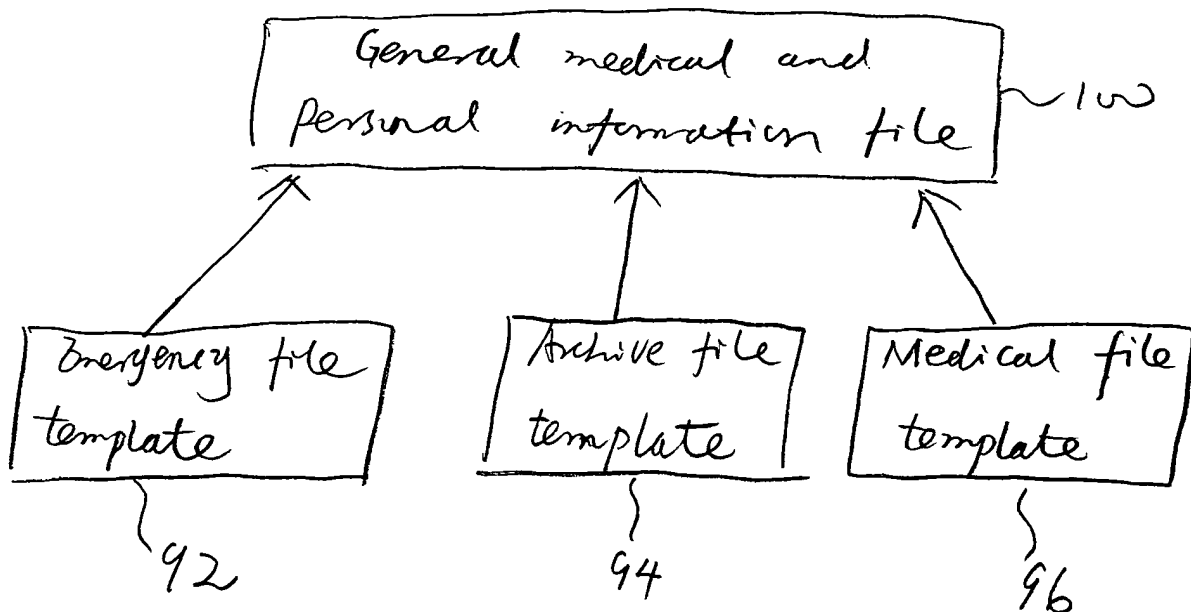 General medical and
Personal information file
100
Emergency file
template
Archive file
template
Medical file
template
92
94
96